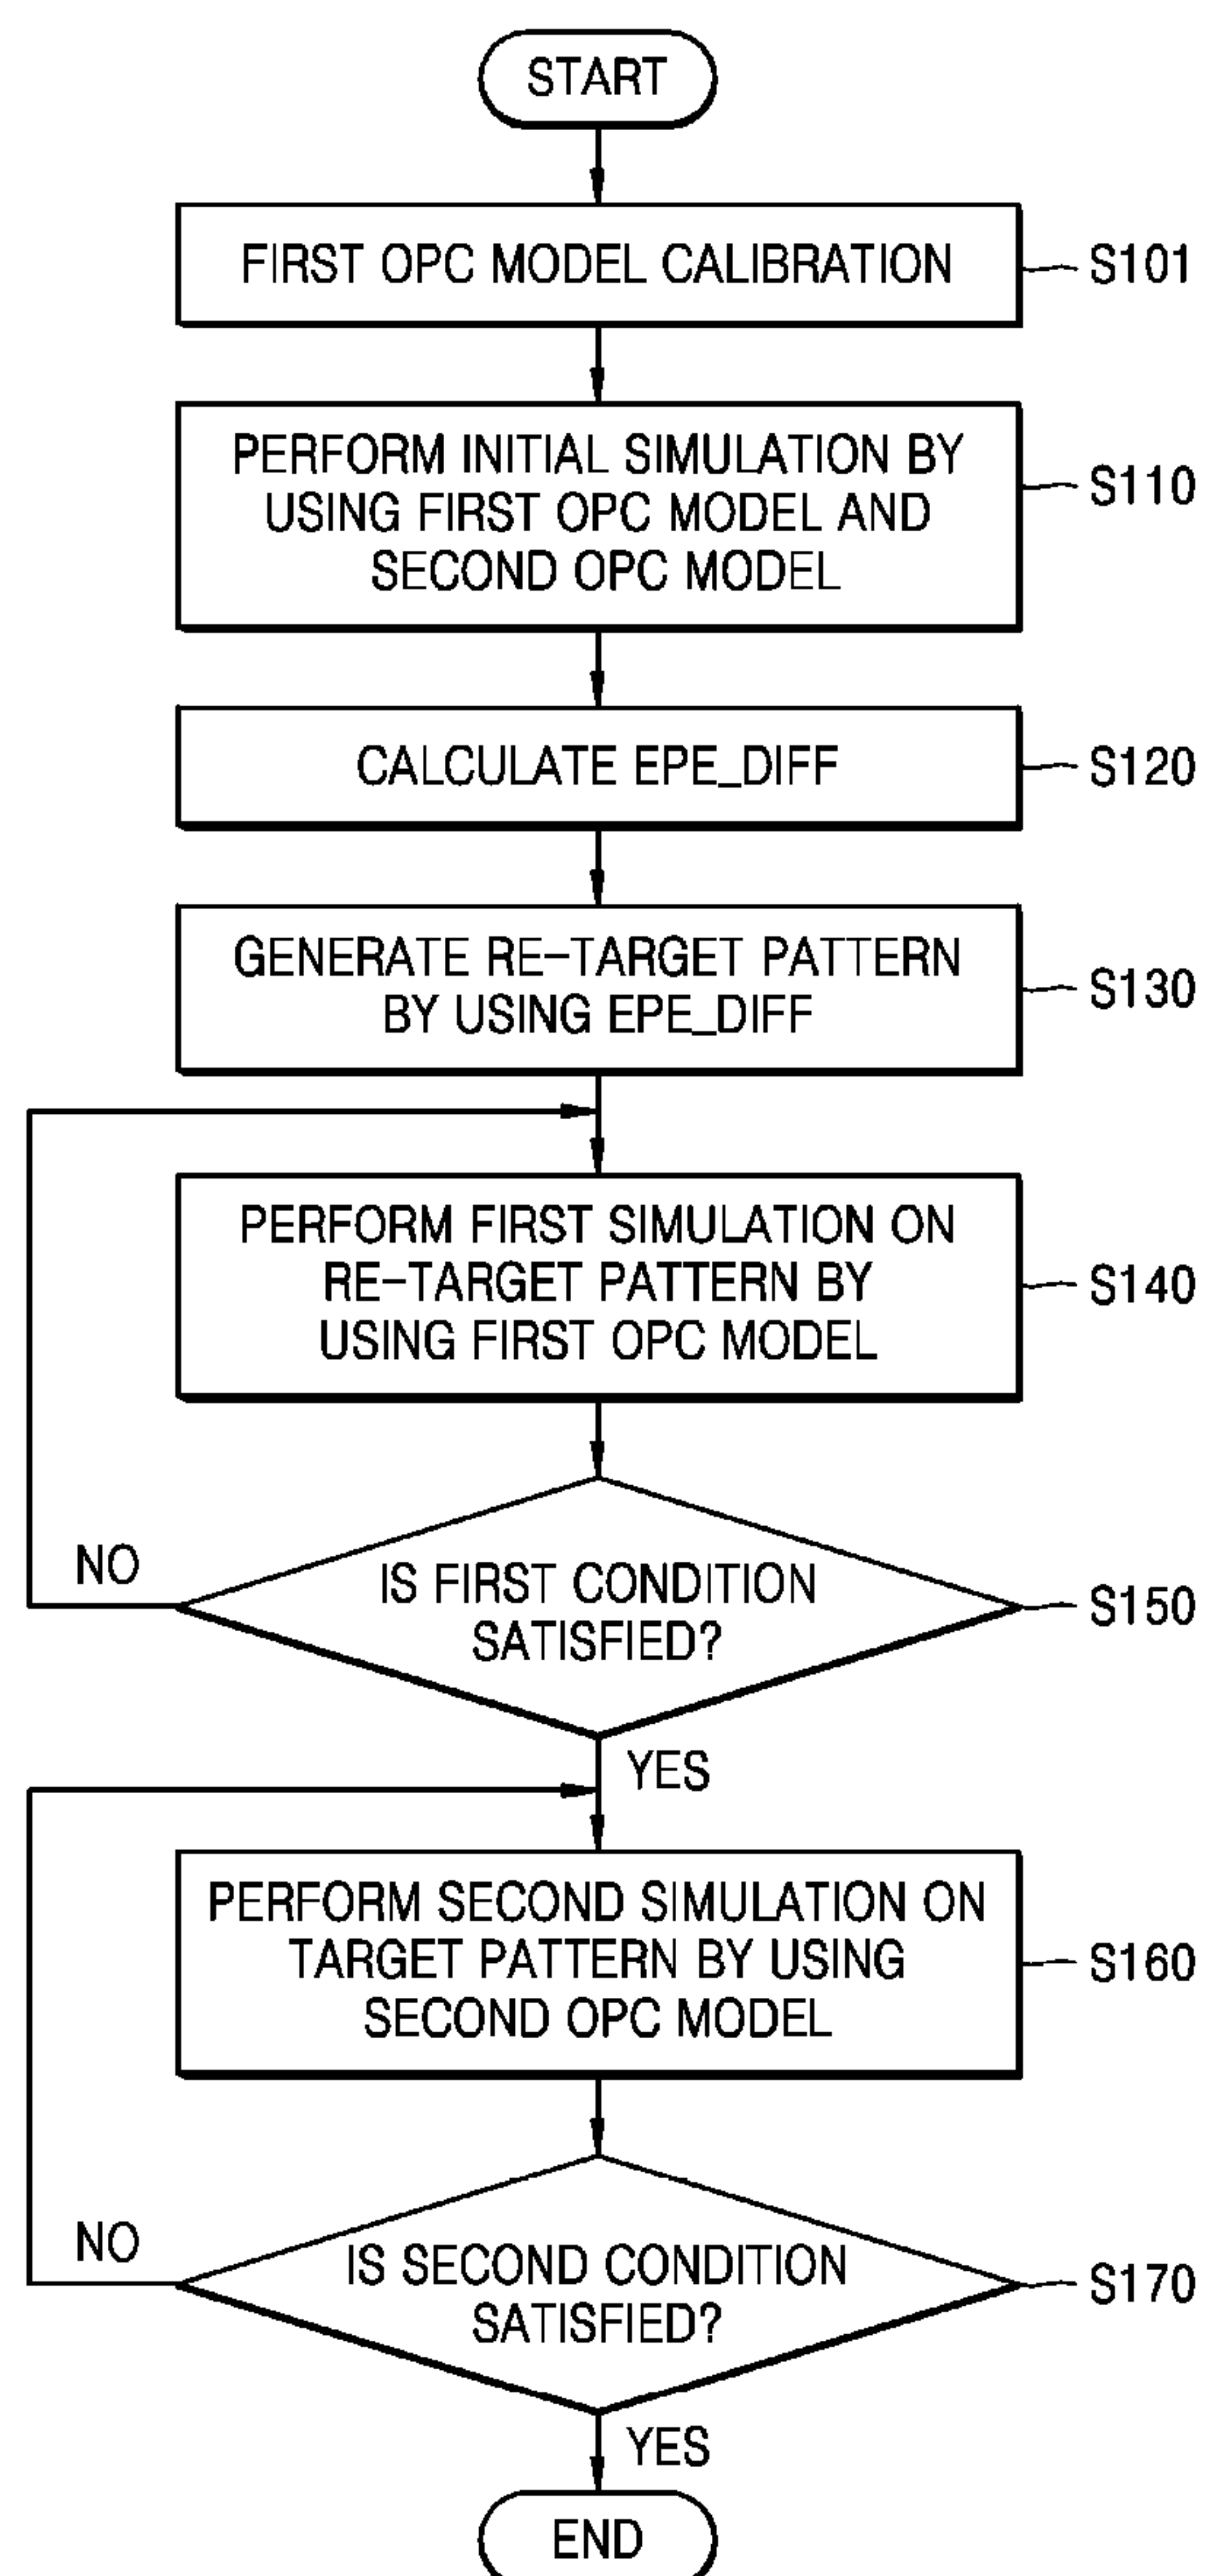 START
FIRST OPC MODEL CALIBRATION
S101
PERFORM INITIAL SIMULATION BY
USING FIRST OPC MODEL AND
SECOND OPC MODEL
S110
CALCULATE EPE_DIFF
S120
GENERATE RE-TARGET PATTERN
BY USING EPE_DIFF
S130
PERFORM FIRST SIMULATION ON
RE-TARGET PATTERN BY
USING FIRST OPC MODEL
S140
NO
IS FIRST CONDITION
SATISFIED?
S150
YES
PERFORM SECOND SIMULATION ON
TARGET PATTERN BY USING
SECOND OPC MODEL
S160
NO
IS SECOND CONDITION
SATISFIED?
S170
YES
END